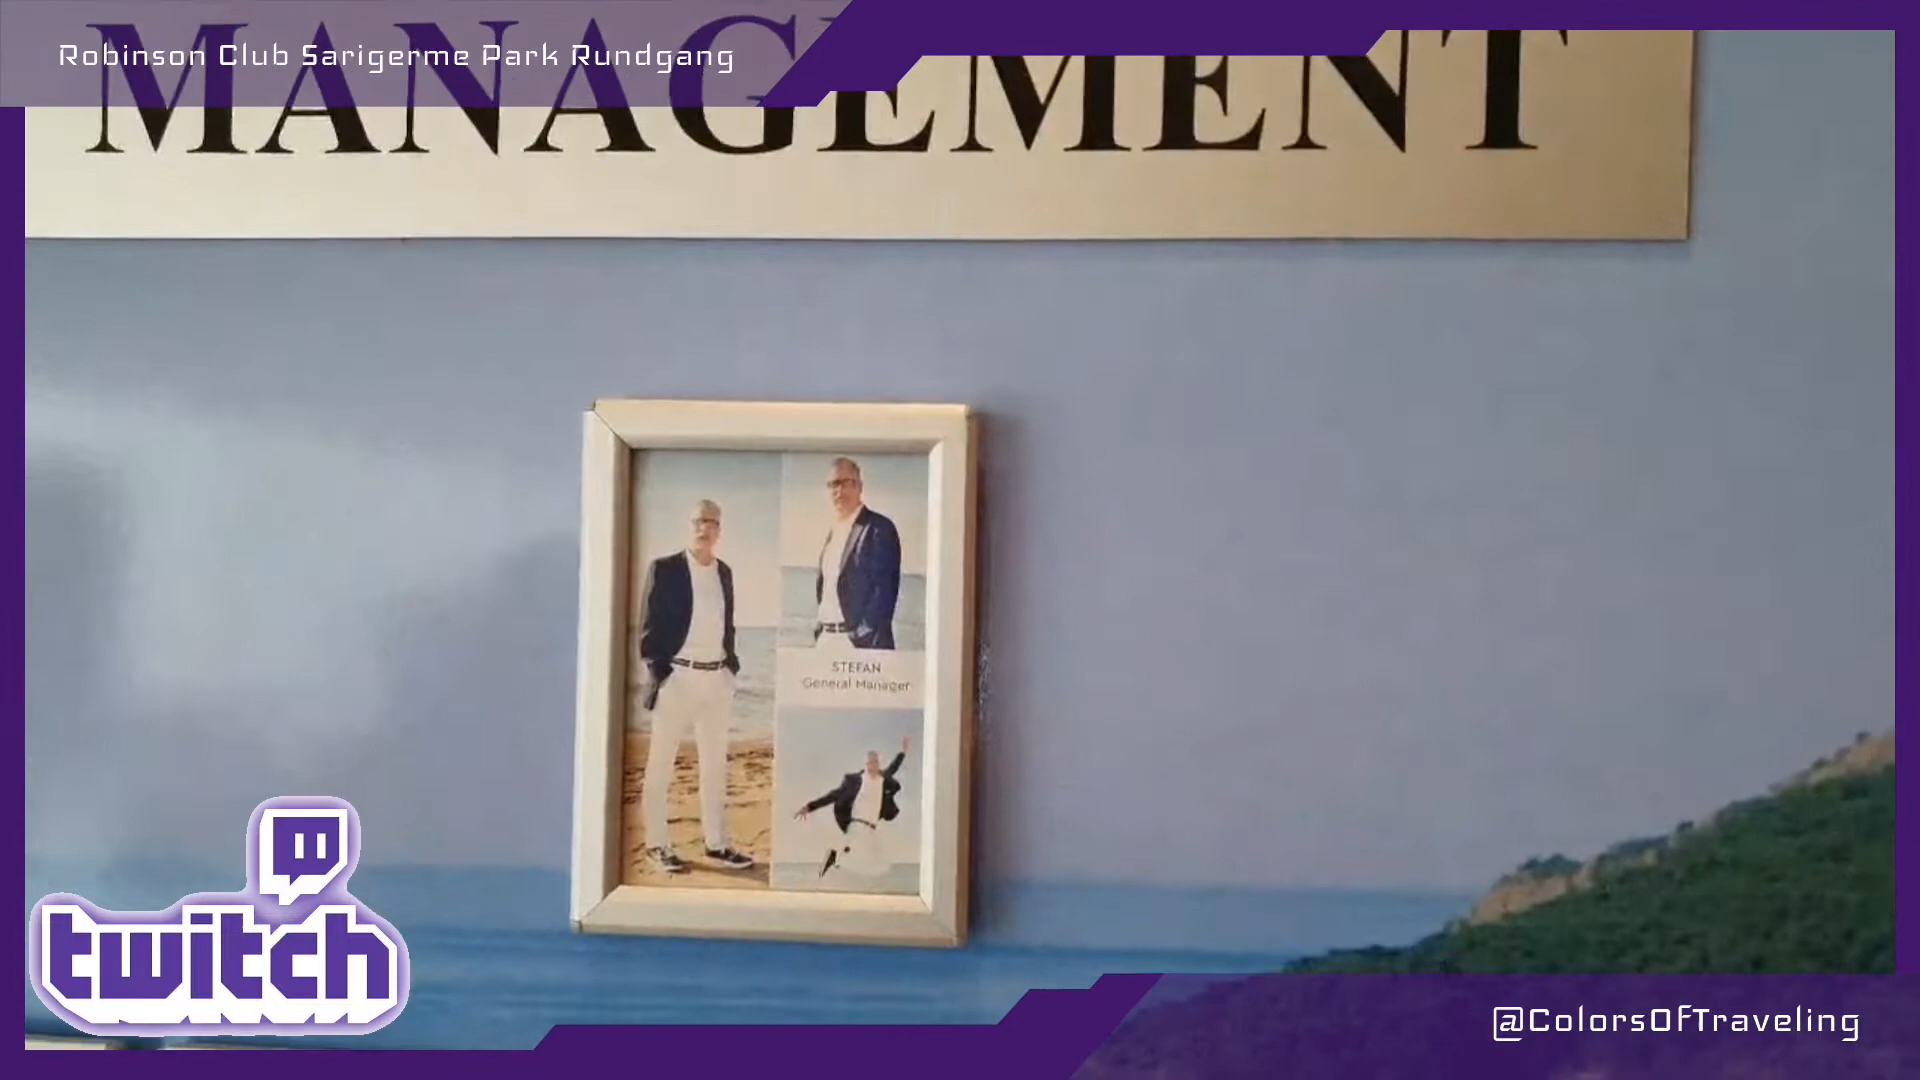 Robinson Club Sarigerme Park Rundgang
MANAGEMENT
STEFAN
General Manager
twitch
@ColorsOfTraveling